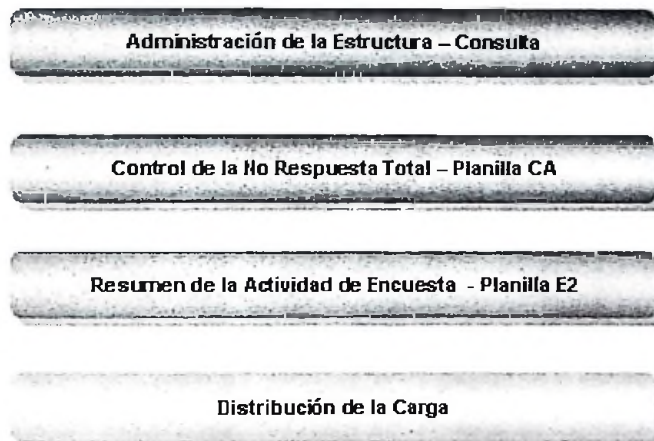 Administración de la Estructura – Consulta
Control de la No Respuesta Total – Planilla CA
Resumen de la Actividad de Encuesta - Planilla E2
Distribución de la Carga